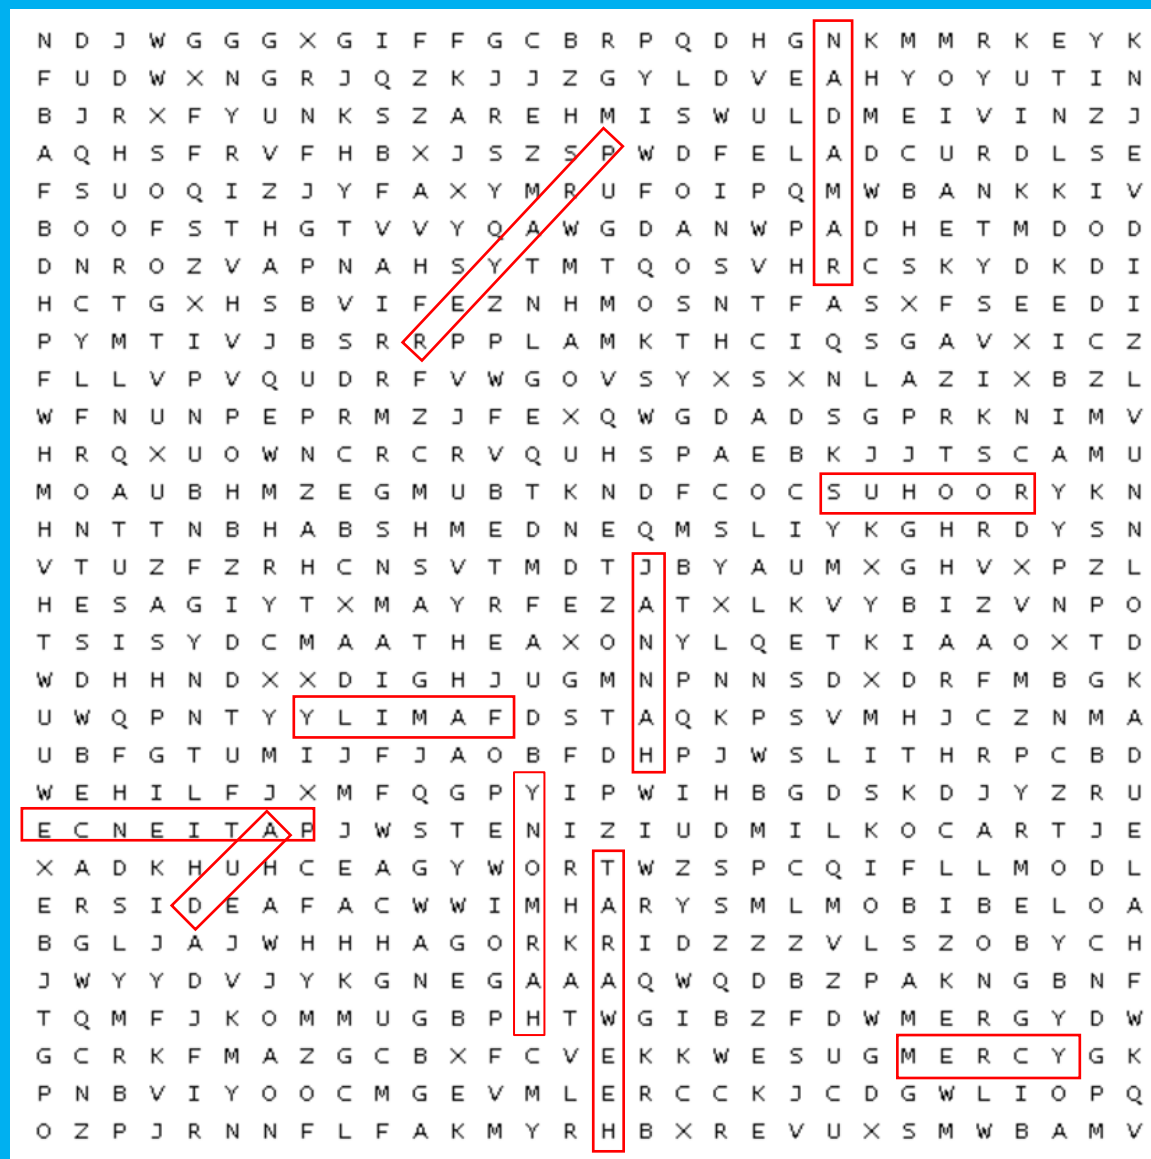 N D J W G G G X G I F F G C B R P Q D H G N K M M R K E Y K
F U D W X N G R J Q Z K J J Z G Y L D V E A H Y O Y U T I N
B J R X F Y U N K S Z A R E H M I S W U L D M E I V I N Z J
A Q H S F R V F H B X J S Z S P W D F E L A D C U R D L S E
F S U O Q I Z J Y F A X Y M R U F O I P Q M W B A N K K I V
B O O F S T H G T V V Y Q A W G D A N W P A D H E T M D O D
D N R O Z V A P N A H S Y T M T Q O S V H R C S K Y D K D I
H C T G X H S B V I F E Z N H M O S N T F A S X F S E E D I
P Y M T I V J B S R R P P L A M K T H C I Q S G A V X I C Z
F L L V P V Q U D R F V W G O V S Y X S X N L A Z I X B Z L
W F N U N P E P R M Z J F E X Q W G D A D S G P R K N I M V
H R Q X U O W N C R C R V Q U H S P A E B K J J T S C A M U
M O A U B H M Z E G M U B T K N D F C O C S U H O O R Y K N
H N T T N B H A B S H M E D N E Q M S L I Y K G H R D Y S N
V T U Z F Z R H C N S V T M D T J B Y A U M X G H V X P Z L
H E S A G I Y T X M A Y R F E Z A T X L K V Y B I Z V N P O
T S I S Y D C M A A T H E A X O N Y L Q E T K I A A O X T D
W D H H N D X X D I G H J U G M N P N N S D X D R F M B G K
U W Q P N T Y Y L I M A F D S T A Q K P S V M H J C Z N M A
U B F G T U M I J F J A O B F D H P J W S L I T H R P C B D
W E H I L F J X M F Q G P Y I P W I H B G D S K D J Y Z R U
E C N E I T A P J W S T E N I Z I U D M I L K O C A R T J E
X A D K H U H C E A G Y W O R T W Z S P C Q I F L L M O D L
E R S I D E A F A C W W I M H A R Y S M L M O B I B E L O A
B G L J A J W H H H A G O R K R I D Z Z Z V L S Z O B Y C H
J W Y Y D V J Y K G N E G A A A Q W Q D B Z P A K N G B N F
T Q M F J K O M M U G B P H T W G I B Z F D W M E R G Y D W
G C R K F M A Z G C B X F C V E K K W E S U G M E R C Y G K
P N B V I Y O O C M G E V M L E R C C K J C D G W L I O P Q
O Z P J R N N F L F A K M Y R H B X R E V U X S M W B A M V